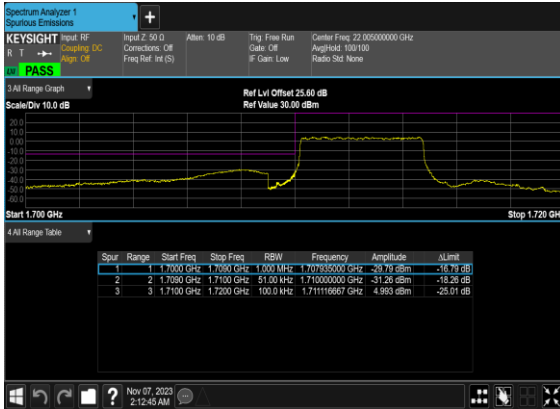 Spectrum Analyzer 1
Spurious Emissions
+
KEYSIGHT Input: RF Input Z: 50 Ω Atten: 10 dB Trig: Free Run Center Freq: 22.005000000 GHz
R T Coupling: DC Corrections: Off Gate: Off Avg|Hold: 100/100
Align: Off Freq Ref: Int (S) IF Gain: Low Radio Std: None
PASS
3 All Range Graph
Ref Lvl Offset 25.60 dB
Scale/Div 10.0 dB Ref Value 30.00 dBm
20.0
10.0
0.00
-10.0
-20.0
-30.0
-40.0
-50.0
-60.0
Start 1.700 GHz Stop 1.720 GH
4 All Range Table
Spur Range Start Freq Stop Freq RBW Frequency Amplitude ΔLimit
1 1 1.7000 GHz 1.7090 GHz 1.000 MHz 1.707935000 GHz -29.79 dBm -16.79 dB
2 2 1.7090 GHz 1.7100 GHz 51.00 kHz 1.710000000 GHz -31.26 dBm -18.26 dB
3 3 1.7100 GHz 1.7200 GHz 100.0 kHz 1.711116667 GHz 4.993 dBm -25.01 dB
? Nov 07, 2023
2:12:45 AM